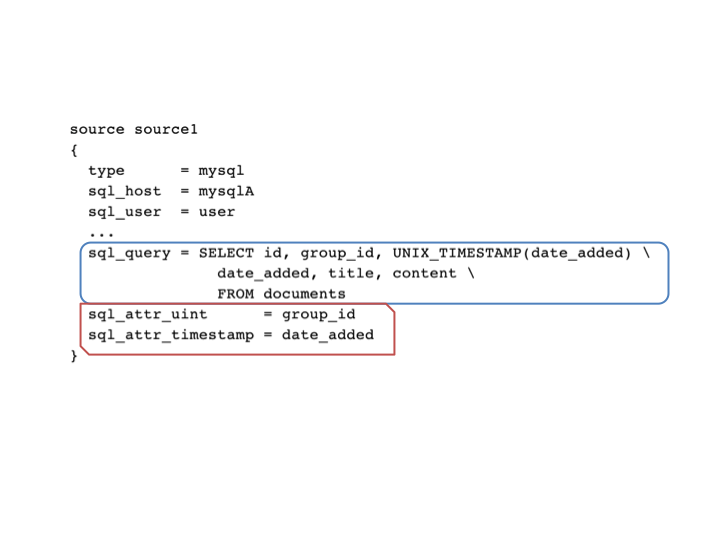 source source1
{
type = mysql
sql_host = mysqlA
sql_user = user
...
sql_query = SELECT id, group_id, UNIX_TIMESTAMP(date_added) \
date_added, title, content \
FROM documents
sql_attr_uint = group_id
sql_attr_timestamp = date_added
}